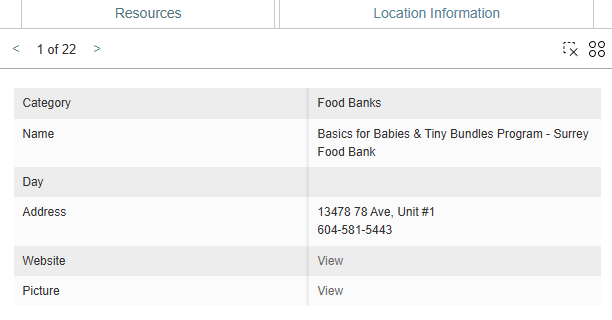 Resources Location Information
< 1 of 22 >
Category Food Banks
Name Basics for Babies & Tiny Bundles Program - Surrey
Food Bank
Day
Address 13478 78 Ave, Unit #1
604-581-5443
Website View
Picture View